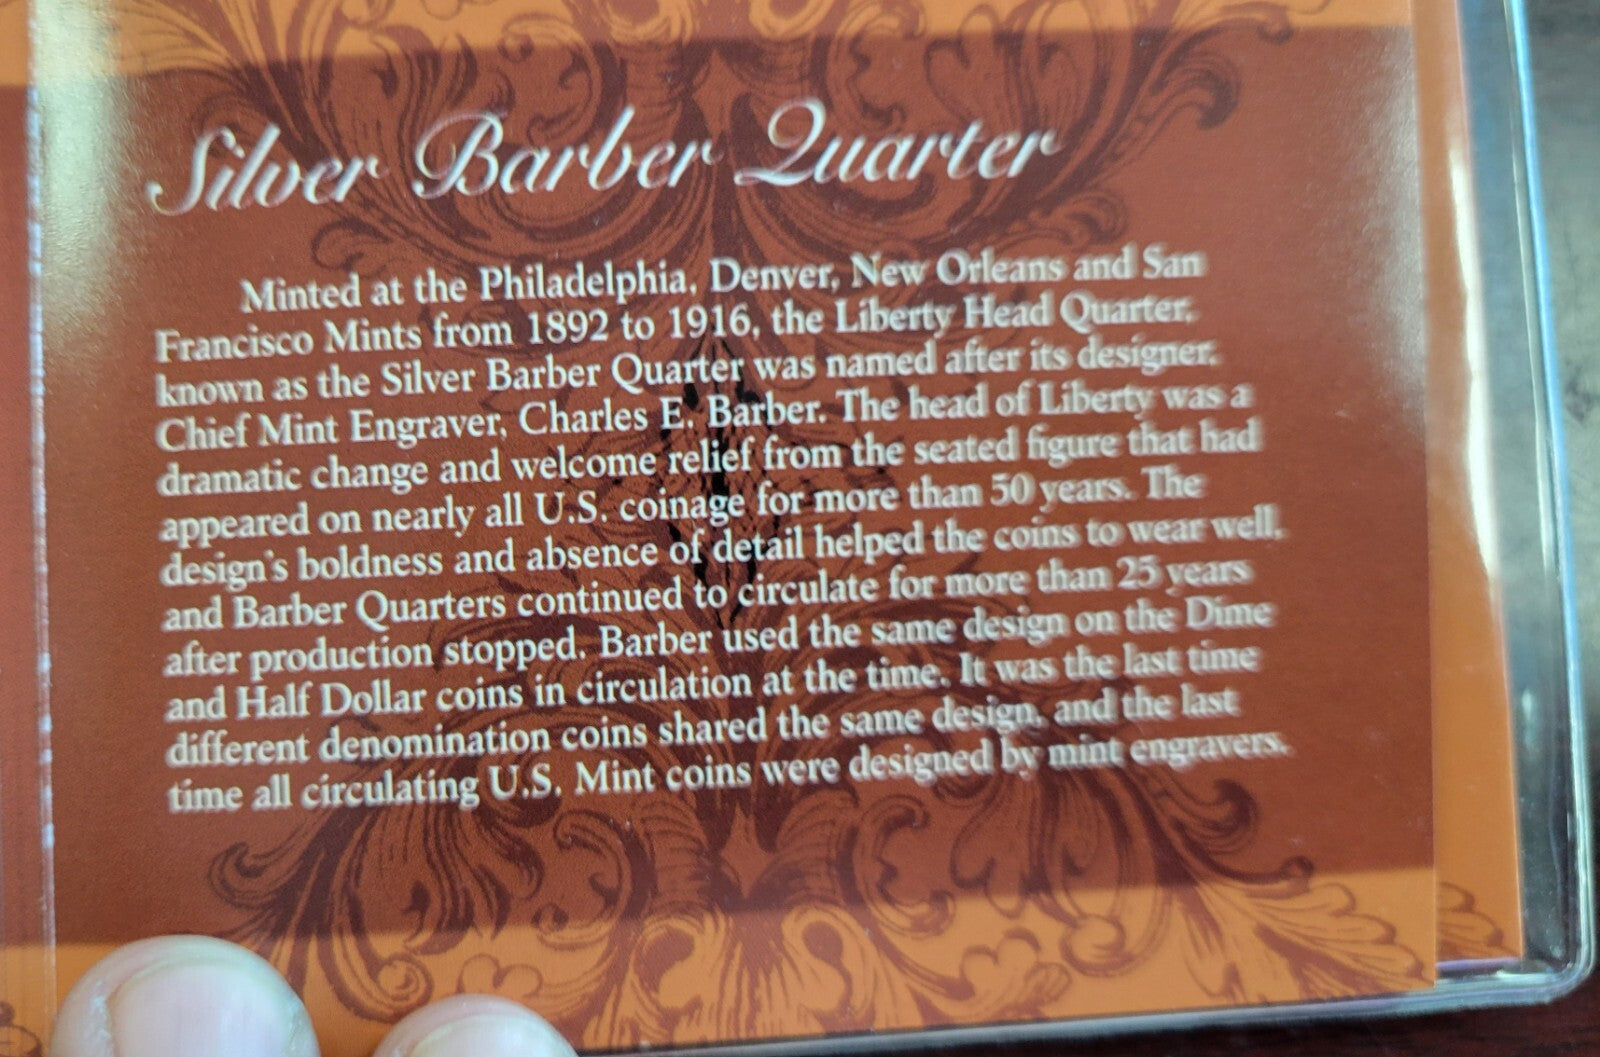 Silver Barber Quarter
Minted at the Philadelphia, Denver, New Orleans and San
Francisco Mints from 1892 to 1916, the Liberty Head Quarter,
known as the Silver Barber Quarter was named after its designer,
Chief Mint Engraver, Charles E. Barber. The head of Liberty was a
dramatic change and welcome relief from the seated figure that had
appeared on nearly all U.S. coinage for more than 50 years. The
design's boldness and absence of detail helped the coins to wear well,
and Barber Quarters continued to circulate for more than 25 years
after production stopped. Barber used the same design on the Dime
and Half Dollar coins in circulation at the time. It was the last time
different denomination coins shared the same design, and the last
time all circulating U.S. Mint coins were designed by mint engravers.